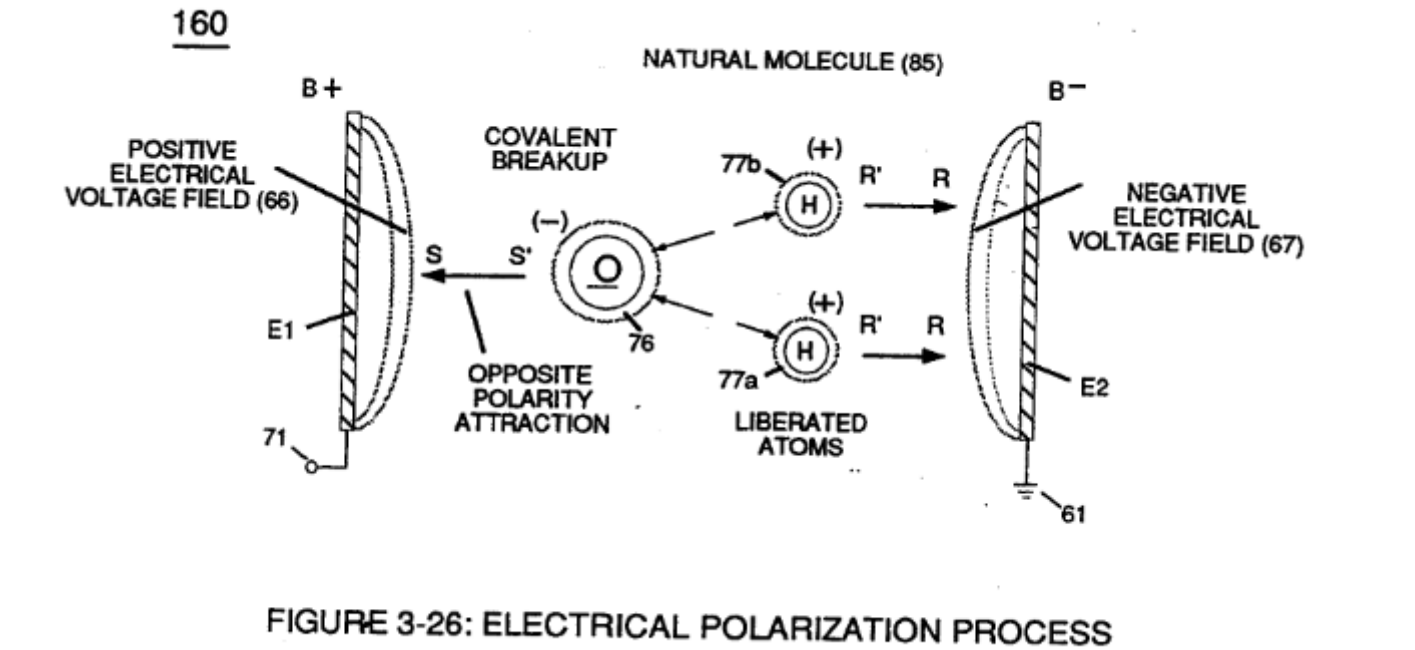 160
NATURAL MOLECULE (85)
B+
B-
POSITIVE
ELECTRICAL
VOLTAGE FIELD (66)
COVALENT
BREAKUP
77b
(+)
H
R'
R
NEGATIVE
ELECTRICAL
VOLTAGE FIELD (67)
S
S'
(-)
O
76
E1
OPPOSITE
POLARITY
ATTRACTION
(+)
H
R'
R
77a
LIBERATED
ATOMS
E2
71
61
FIGURE 3-26: ELECTRICAL POLARIZATION PROCESS